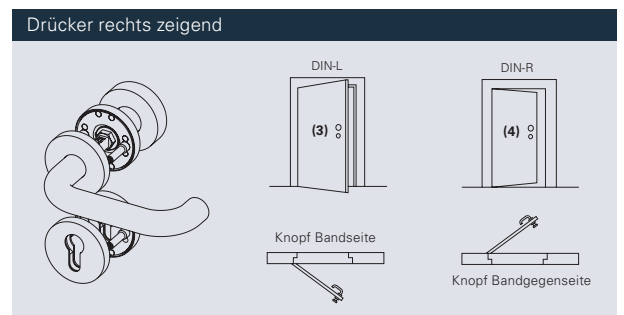 Drücker rechts zeigend
DIN-L
DIN-R
(3)
(4)
Knopf Bandseite
Knopf Bandgegenseite